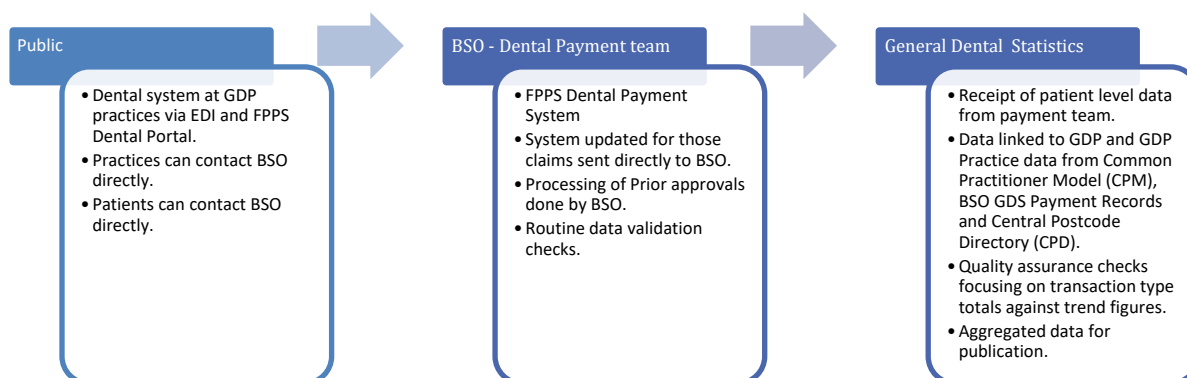 Public
• Dental system at GDP
practices via EDI and FPPS
Dental Portal.
• Practices can contact BSO
directly.
• Patients can contact BSO
directly.
BSO - Dental Payment team
• FPPS Dental Payment
System
• System updated for those
claims sent directly to BSO.
• Processing of Prior approvals
done by BSO.
• Routine data validation
checks.
General Dental Statistics
• Receipt of patient level data
from payment team.
• Data linked to GDP and GDP
Practice data from Common
Practitioner Model (CPM),
BSO GDS Payment Records
and Central Postcode
Directory (CPD).
• Quality assurance checks
focusing on transaction type
totals against trend figures.
• Aggregated data for
publication.